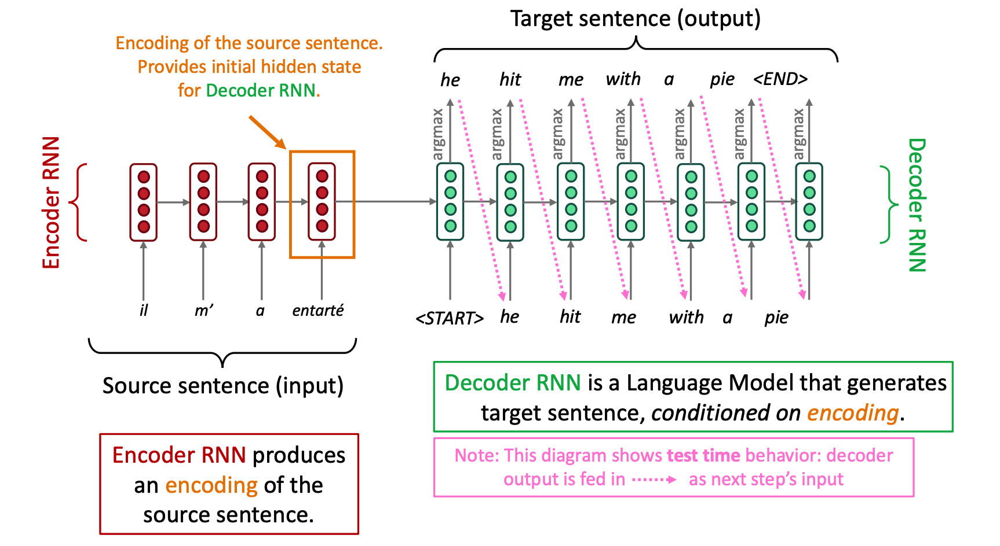 Target sentence (output)
Encoding of the source sentence.
Provides initial hidden state
for Decoder RNN.
he hit me with a pie <END>
argmax argmax argmax argmax argmax argmax argmax
Encoder RNN
Decoder RNN
il m’ a entarté
<START> he hit me with a pie
Source sentence (input)
Decoder RNN is a Language Model that generates
target sentence, conditioned on encoding.
Encoder RNN produces
an encoding of the
source sentence.
Note: This diagram shows test time behavior: decoder
output is fed in as next step’s input